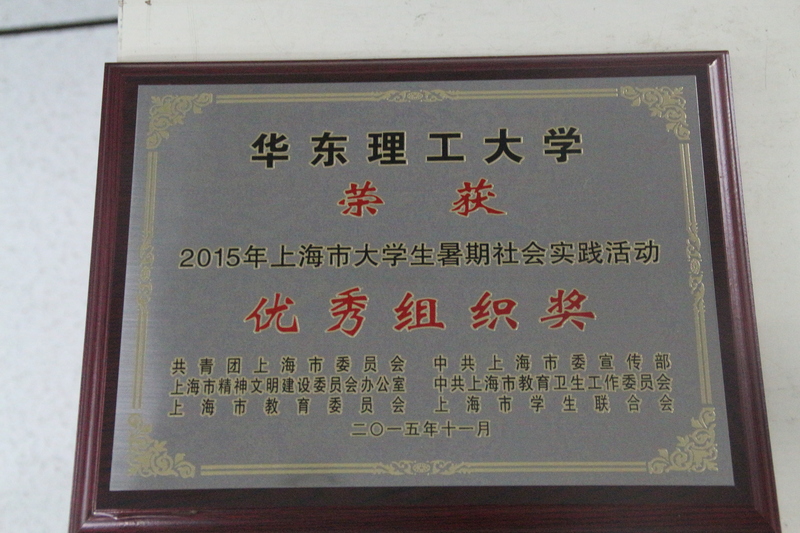 华东理工大学
荣获
2015年上海市大学生暑期社会实践活动
优秀组织奖
共青团上海市委员会 中共上海市委宣传部
上海市精神文明建设委员会办公室 中共上海市教育卫生工作委员会
上海市教育委员会 上海市学生联合会
二〇一五年十一月